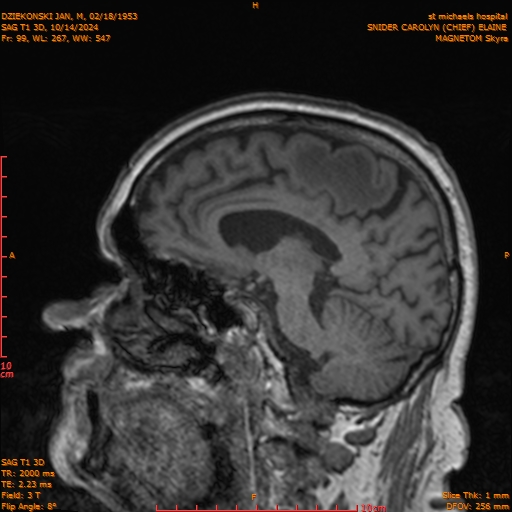 H
DZIEKONSKI JAN, M, 02/18/1953
SAG T1 3D, 10/14/2024
Fr: 99, WL: 267, WW: 547
st michaels hospital
SNIDER CAROLYN (CHIEF) ELAINE
MAGNETOM Skyra
A
P
10
cm
SAG T1 3D
TR: 2000 ms
TE: 2.23 ms
Field: 3 T
Flip Angle: 8°
F
10cm
Slice Thk: 1 mm
DFOV: 256 mm